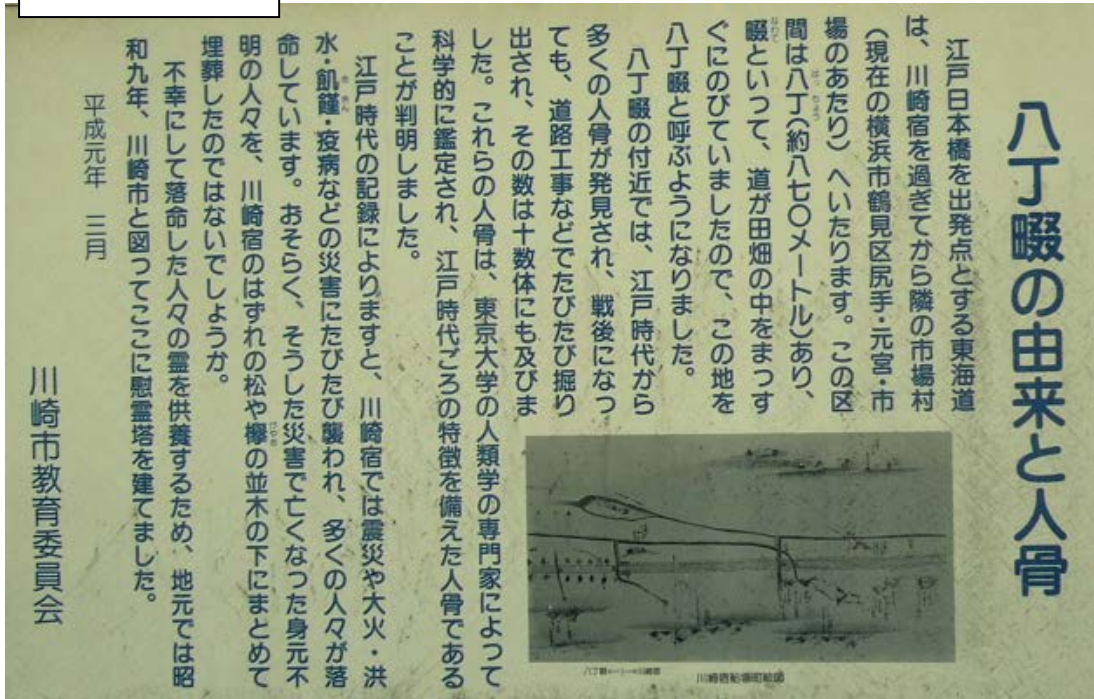 八丁畷の由来と人骨
江戸日本橋を出発点とする東海道
は、川崎宿を過ぎてから隣の市場村
(現在の横浜市鶴見区尻手・元宮・市
場のあたり)へいたります。この区
間は八丁(約八七〇メートル)あり、
畷といって、道が田畑の中をまっす
ぐにのびていましたので、この地を
八丁畷と呼ぶようになりました。
八丁畷の付近では、江戸時代から
多くの人骨が発見され、戦後になっ
ても、道路工事などでたびたび掘り
出され、その数は十数体にも及びま
した。これらの人骨は、東京大学の人類学の専門家によって
科学的に鑑定され、江戸時代ごろの特徴を備えた人骨である
ことが判明しました。
江戸時代の記録によりますと、川崎宿では震災や大火・洪
水・飢饉・疫病などの災害にたびたび襲われ、多くの人々が落
命しています。おそらく、そうした災害で亡くなった身元不
明の人々を、川崎宿のはずれの松や欅の並木の下にまとめて
埋葬したのではないでしょうか。
不幸にして落命した人々の霊を供養するため、地元では昭
和九年、川崎市と図ってここに慰霊塔を建てました。
平成元年 三月
川崎市教育委員会
川崎宿船場町絵図